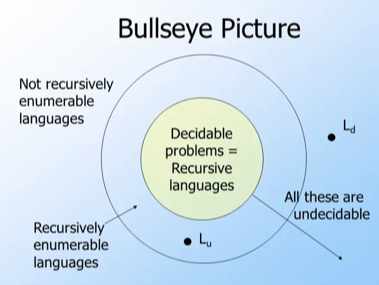 Bullseye Picture
Not recursively
enumerable
languages
Decidable
problems =
Recursive
languages
L_d
All these are
undecidable
Recursively
enumerable
languages
L_u